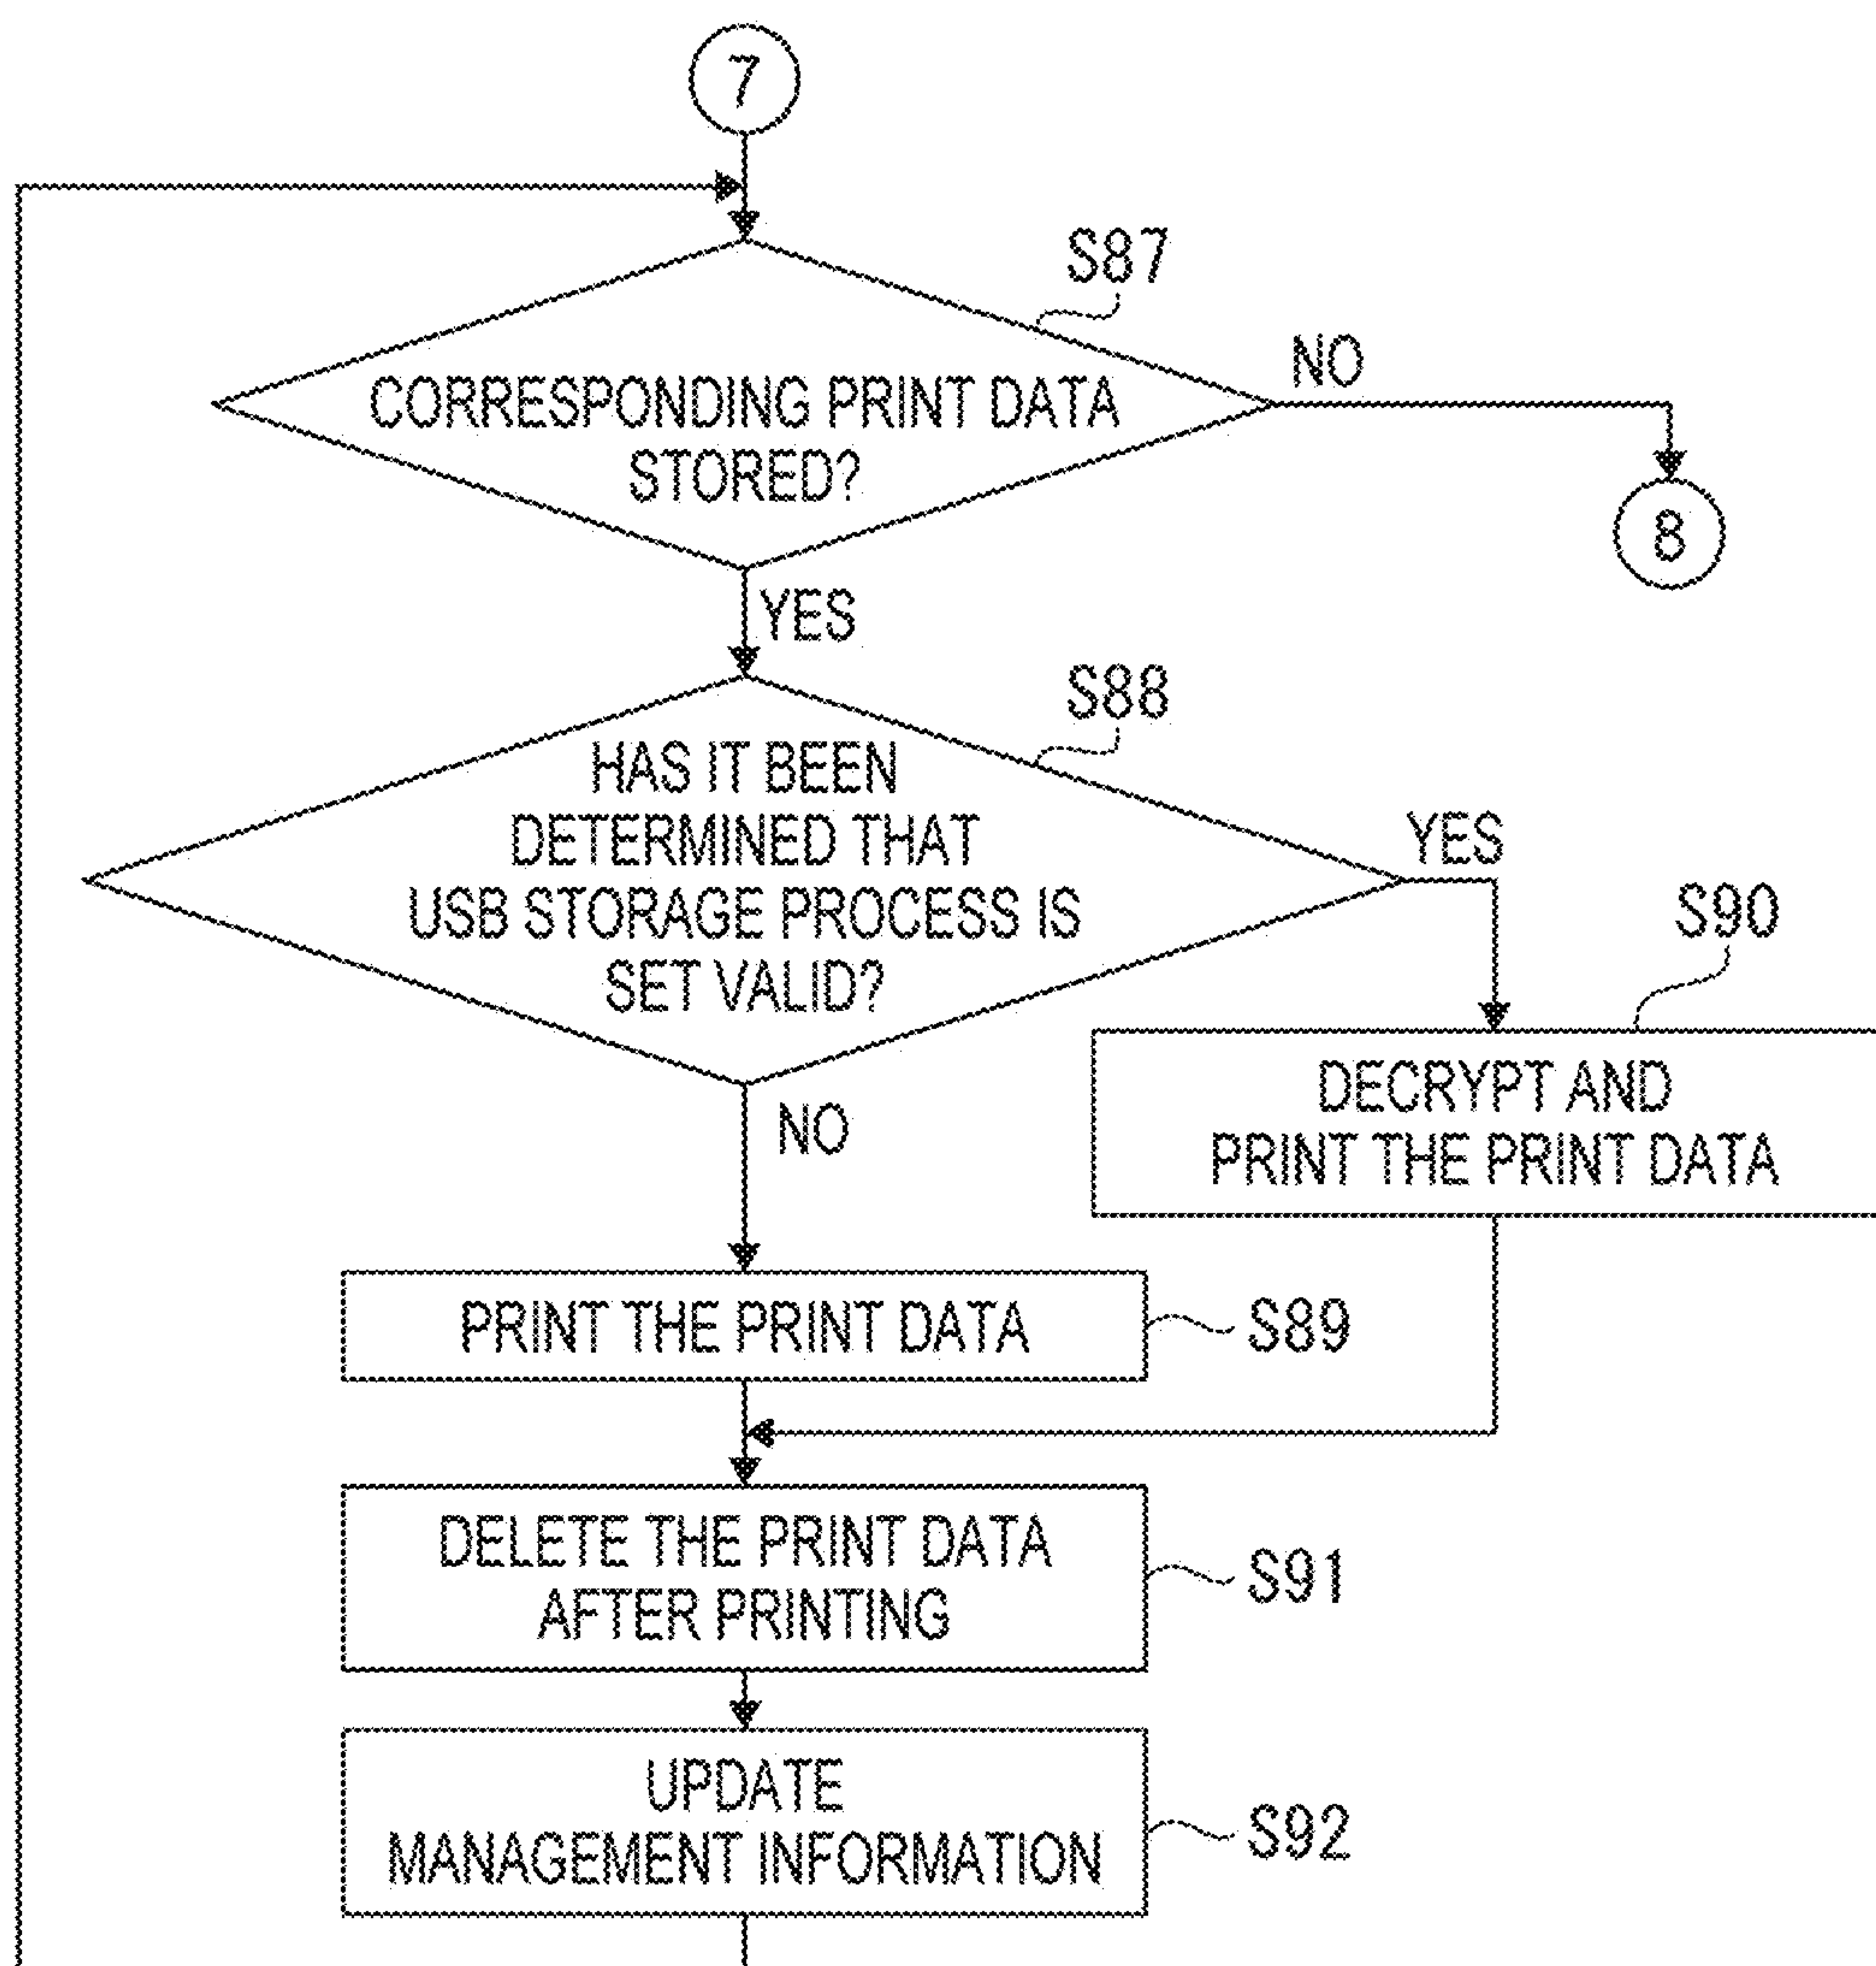 7
S87
CORRESPONDING PRINT DATA
STORED?
NO
8
YES
S88
HAS IT BEEN
DETERMINED THAT
USB STORAGE PROCESS IS
SET VALID?
YES
S90
DECRYPT AND
PRINT THE PRINT DATA
NO
PRINT THE PRINT DATA
S89
DELETE THE PRINT DATA
AFTER PRINTING
S91
UPDATE
MANAGEMENT INFORMATION
S92